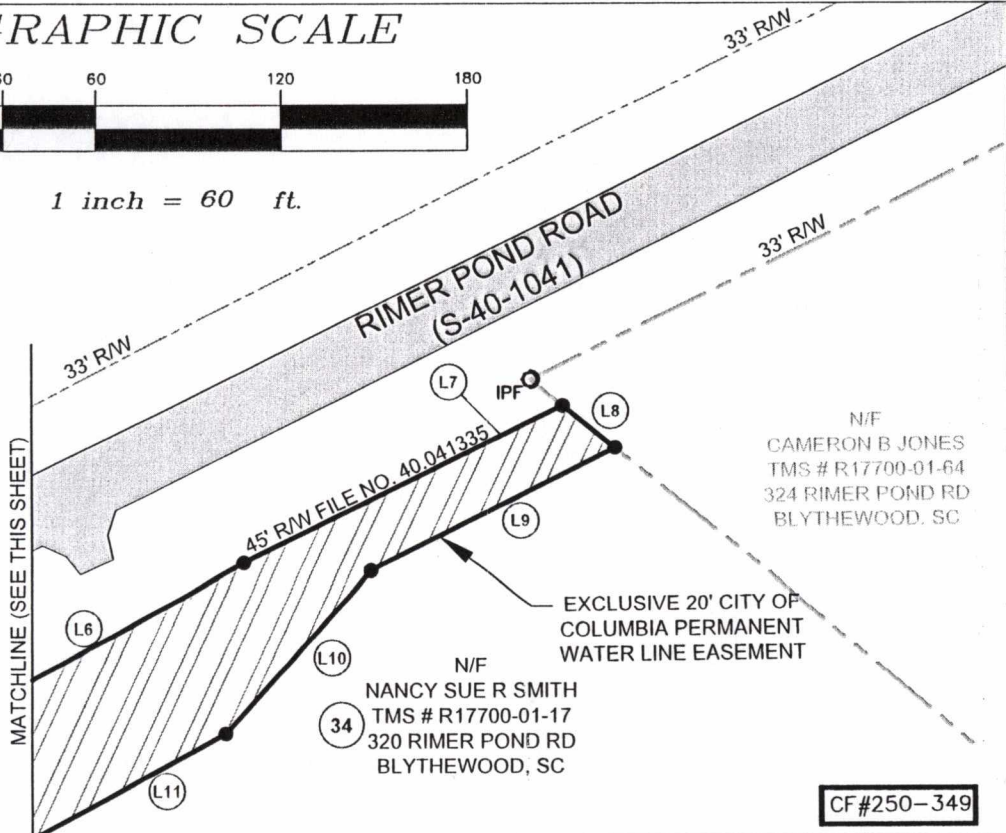 GRAPHIC SCALE
60 120 180
1 inch = 60 ft.
33' R/W
33' R/W
33' R/W
RIMER POND ROAD
(S-40-1041)
L7
IPF
L8
45' R/W FILE NO. 40.041335
L9
N/F
CAMERON B JONES
TMS # R17700-01-64
324 RIMER POND RD
BLYTHEWOOD, SC
MATCHLINE (SEE THIS SHEET)
L6
EXCLUSIVE 20' CITY OF
COLUMBIA PERMANENT
WATER LINE EASEMENT
L10
N/F
NANCY SUE R SMITH
34 TMS # R17700-01-17
320 RIMER POND RD
BLYTHEWOOD, SC
L11
CF#250-349